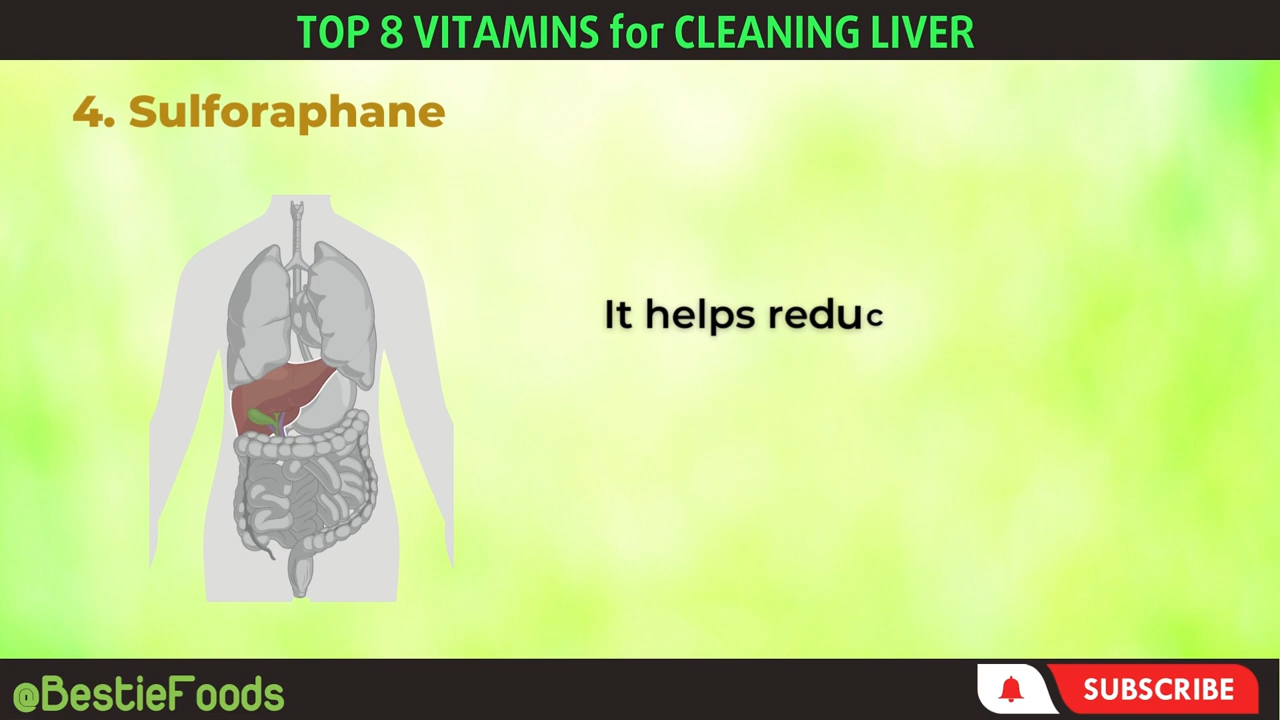 TOP 8 VITAMINS for CLEANING LIVER
4. Sulforaphane
It helps reduc
@BestieFoods
SUBSCRIBE